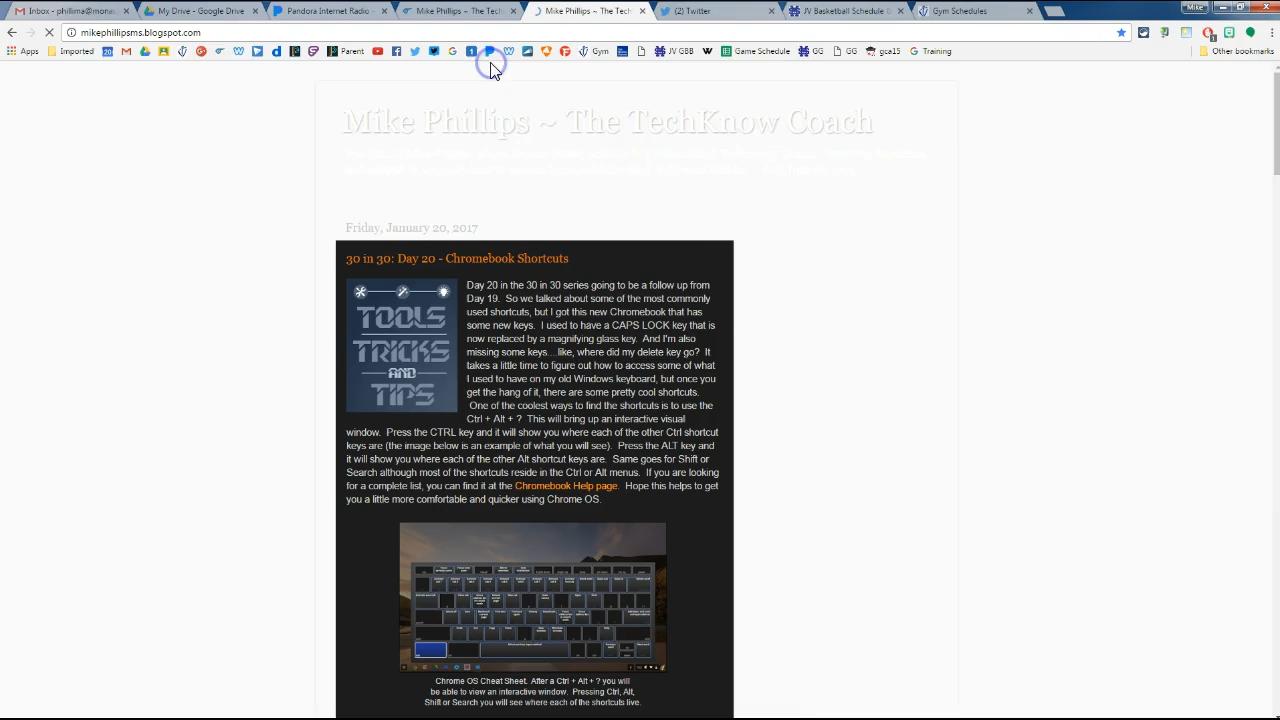 Inbox - phillima@mona
My Drive - Google Drive
Pandora Internet Radio -
Mike Phillips ~ The Tech
Mike Phillips ~ The Tech
(2) Twitter
JV Basketball Schedule G
Gym Schedules
Mike
mikephillipsms.blogspot.com
Apps
Imported
Parent
Gym
JV GBB
Game Schedule
GG
GG
gca15
Training
Other bookmarks
Mike Phillips ~ The TechKnow Coach
Friday, January 20, 2017
30 in 30: Day 20 - Chromebook Shortcuts
TOOLS
TRICKS
AND
TIPS
Day 20 in the 30 in 30 series going to be a follow up from
Day 19. So we talked about some of the most commonly
used shortcuts, but I got this new Chromebook that has
some new keys. I used to have a CAPS LOCK key that is
now replaced by a magnifying glass key. And I'm also
missing some keys....like, where did my delete key go? It
takes a little time to figure out how to access some of what
I used to have on my old Windows keyboard, but once you
get the hang of it, there are some pretty cool shortcuts.
One of the coolest ways to find the shortcuts is to use the
Ctrl + Alt + ? This will bring up an interactive visual
window. Press the CTRL key and it will show you where each of the other Ctrl shortcut
keys are (the image below is an example of what you will see). Press the ALT key and
it will show you where each of the other Alt shortcut keys are. Same goes for Shift or
Search although most of the shortcuts reside in the Ctrl or Alt menus. If you are looking
for a complete list, you can find it at the Chromebook Help page. Hope this helps to get
you a little more comfortable and quicker using Chrome OS.
Chrome OS Cheat Sheet. After a Ctrl + Alt + ? you will
be able to view an interactive window. Pressing Ctrl, Alt,
Shift or Search you will see where each of the shortcuts live.